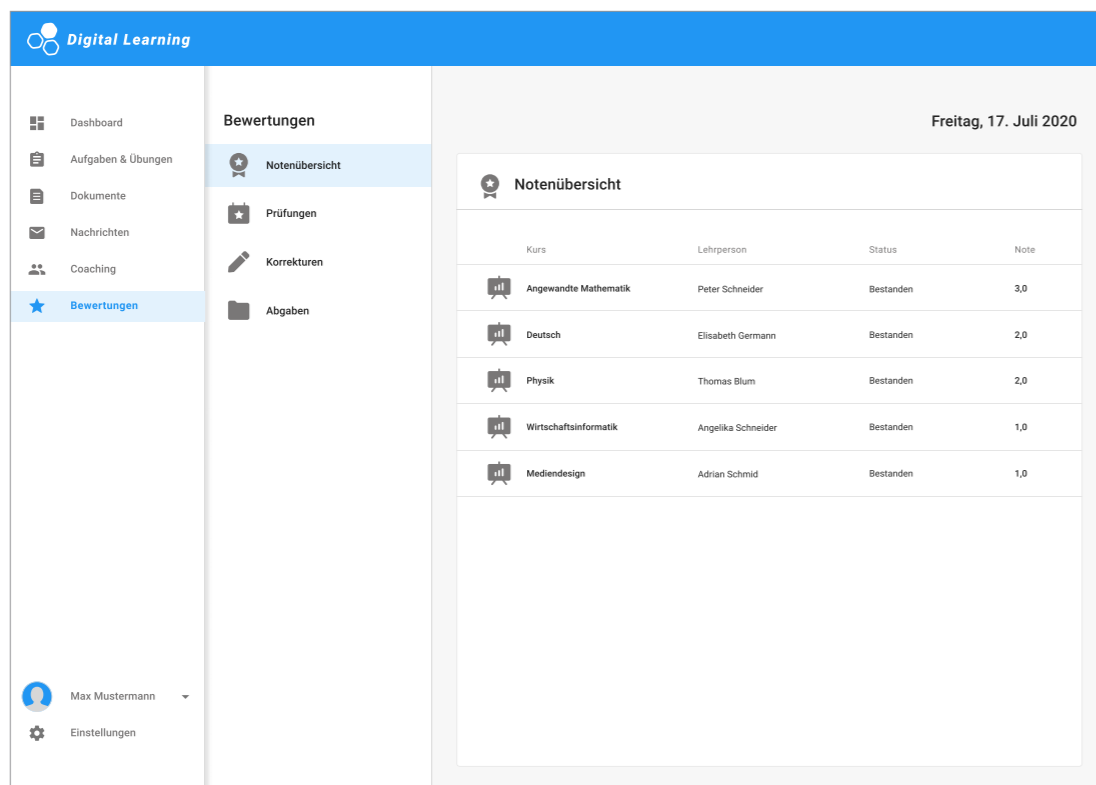 Digital Learning
Dashboard
Aufgaben & Übungen
Dokumente
Nachrichten
Coaching
Bewertungen
Max Mustermann
Einstellungen
Bewertungen
Notenübersicht
Prüfungen
Korrekturen
Abgaben
Freitag, 17. Juli 2020
Notenübersicht
Kurs Lehrperson Status Note
Angewandte Mathematik Peter Schneider Bestanden 3,0
Deutsch Elisabeth Germann Bestanden 2,0
Physik Thomas Blum Bestanden 2,0
Wirtschaftsinformatik Angelika Schneider Bestanden 1,0
Mediendesign Adrian Schmid Bestanden 1,0